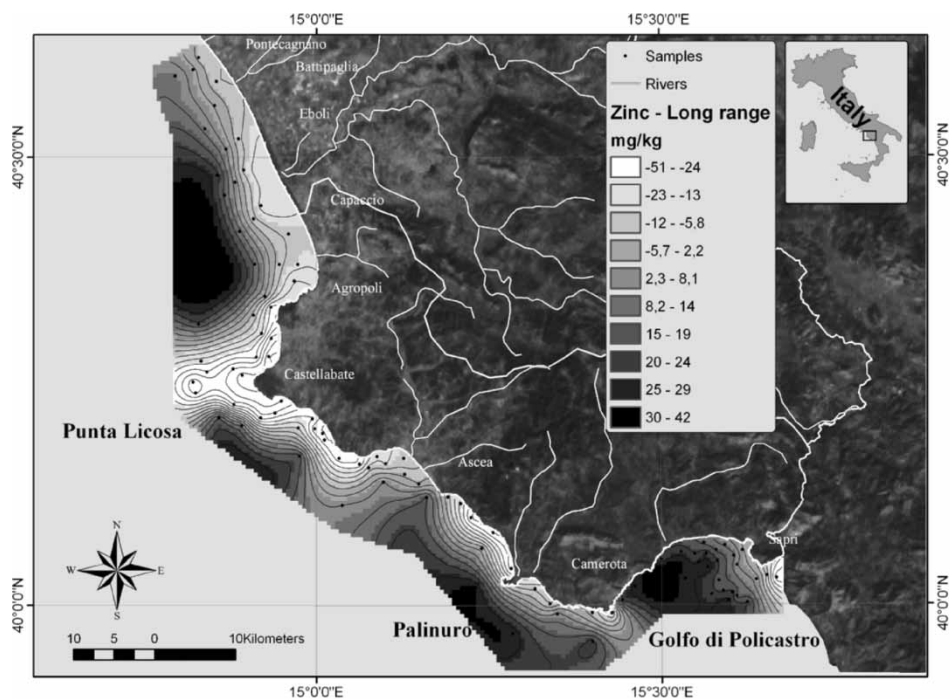 15°0'0"E
15°30'0"E
Pontecagnano
Battipaglia
Eboli
Samples
Rivers
Zinc - Long range
mg/kg
-51 - -24
-23 - -13
-12 - -5,8
-5,7 - 2,2
2,3 - 8,1
8,2 - 14
15 - 19
20 - 24
25 - 29
30 - 42
Italy
40°30'0"N
40°30'0"N
Capaccio
Agropoli
Castellabate
Punta Licosa
Ascea
Sapri
Camerota
N
W
E
S
40°0'0"N
40°0'0"N
Palinuro
Golfo di Policastro
10 5 0 10Kilometers
15°0'0"E
15°30'0"E